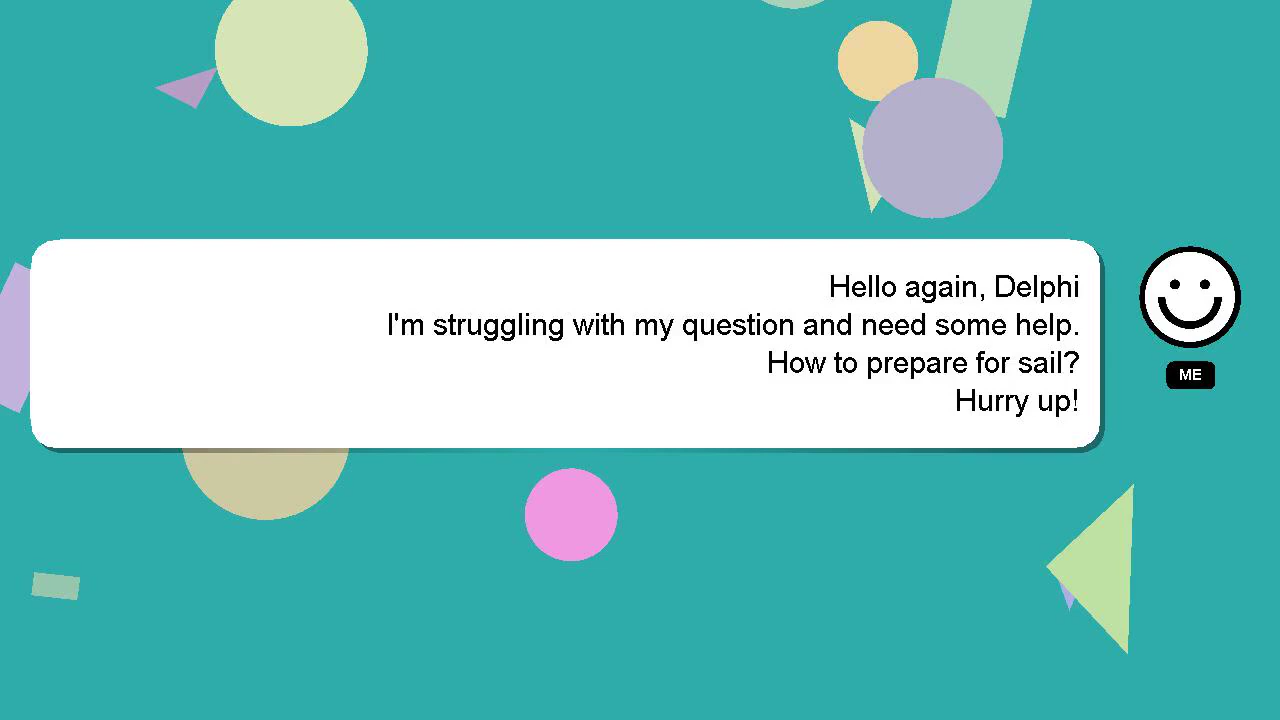 Hello again, Delphi
I'm struggling with my question and need some help.
How to prepare for sail?
Hurry up!
ME